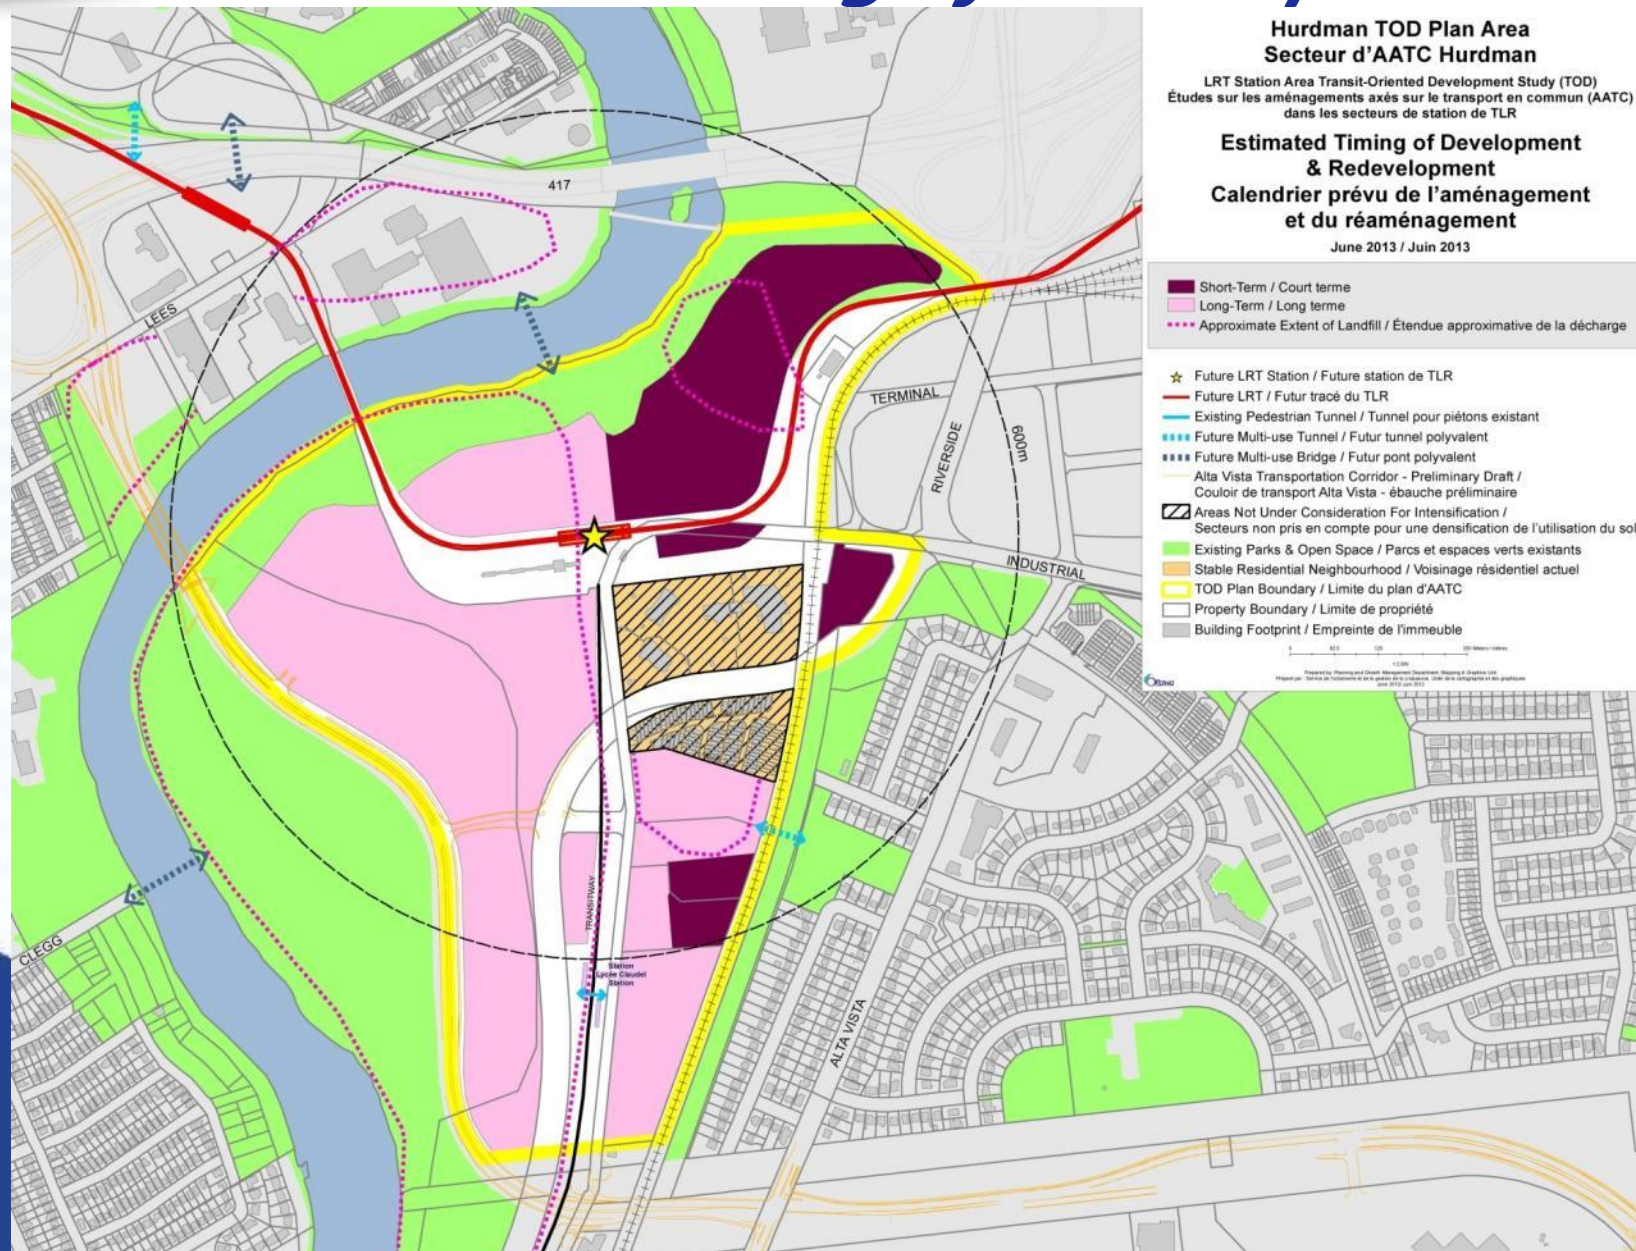 Hurdman TOD Plan Area
Secteur d'AATC Hurdman
LRT Station Area Transit-Oriented Development Study (TOD)
Études sur les aménagements axés sur le transport en commun (AATC)
dans les secteurs de station de TLR
Estimated Timing of Development
& Redevelopment
Calendrier prévu de l'aménagement
et du réaménagement
June 2013 / Juin 2013
Short-Term / Court terme
Long-Term / Long terme
Approximate Extent of Landfill / Étendue approximative de la décharge
Future LRT Station / Future station de TLR
Future LRT / Futur tracé du TLR
Existing Pedestrian Tunnel / Tunnel pour piétons existant
Future Multi-use Tunnel / Futur tunnel polyvalent
Future Multi-use Bridge / Futur pont polyvalent
Alta Vista Transportation Corridor - Preliminary Draft /
Couloir de transport Alta Vista - ébauche préliminaire
Areas Not Under Consideration For Intensification /
Secteurs non pris en compte pour une densification de l'utilisation du sol
Existing Parks & Open Space / Parcs et espaces verts existants
Stable Residential Neighbourhood / Voisinage résidentiel actuel
TOD Plan Boundary / Limite du plan d'AATC
Property Boundary / Limite de propriété
Building Footprint / Empreinte de l'immeuble
417
LEES
TERMINAL
RIVERSIDE
600m
INDUSTRIAL
TRANSITWAY
CLEGG
Station
Lycée Claudel
Station
ALTA VISTA